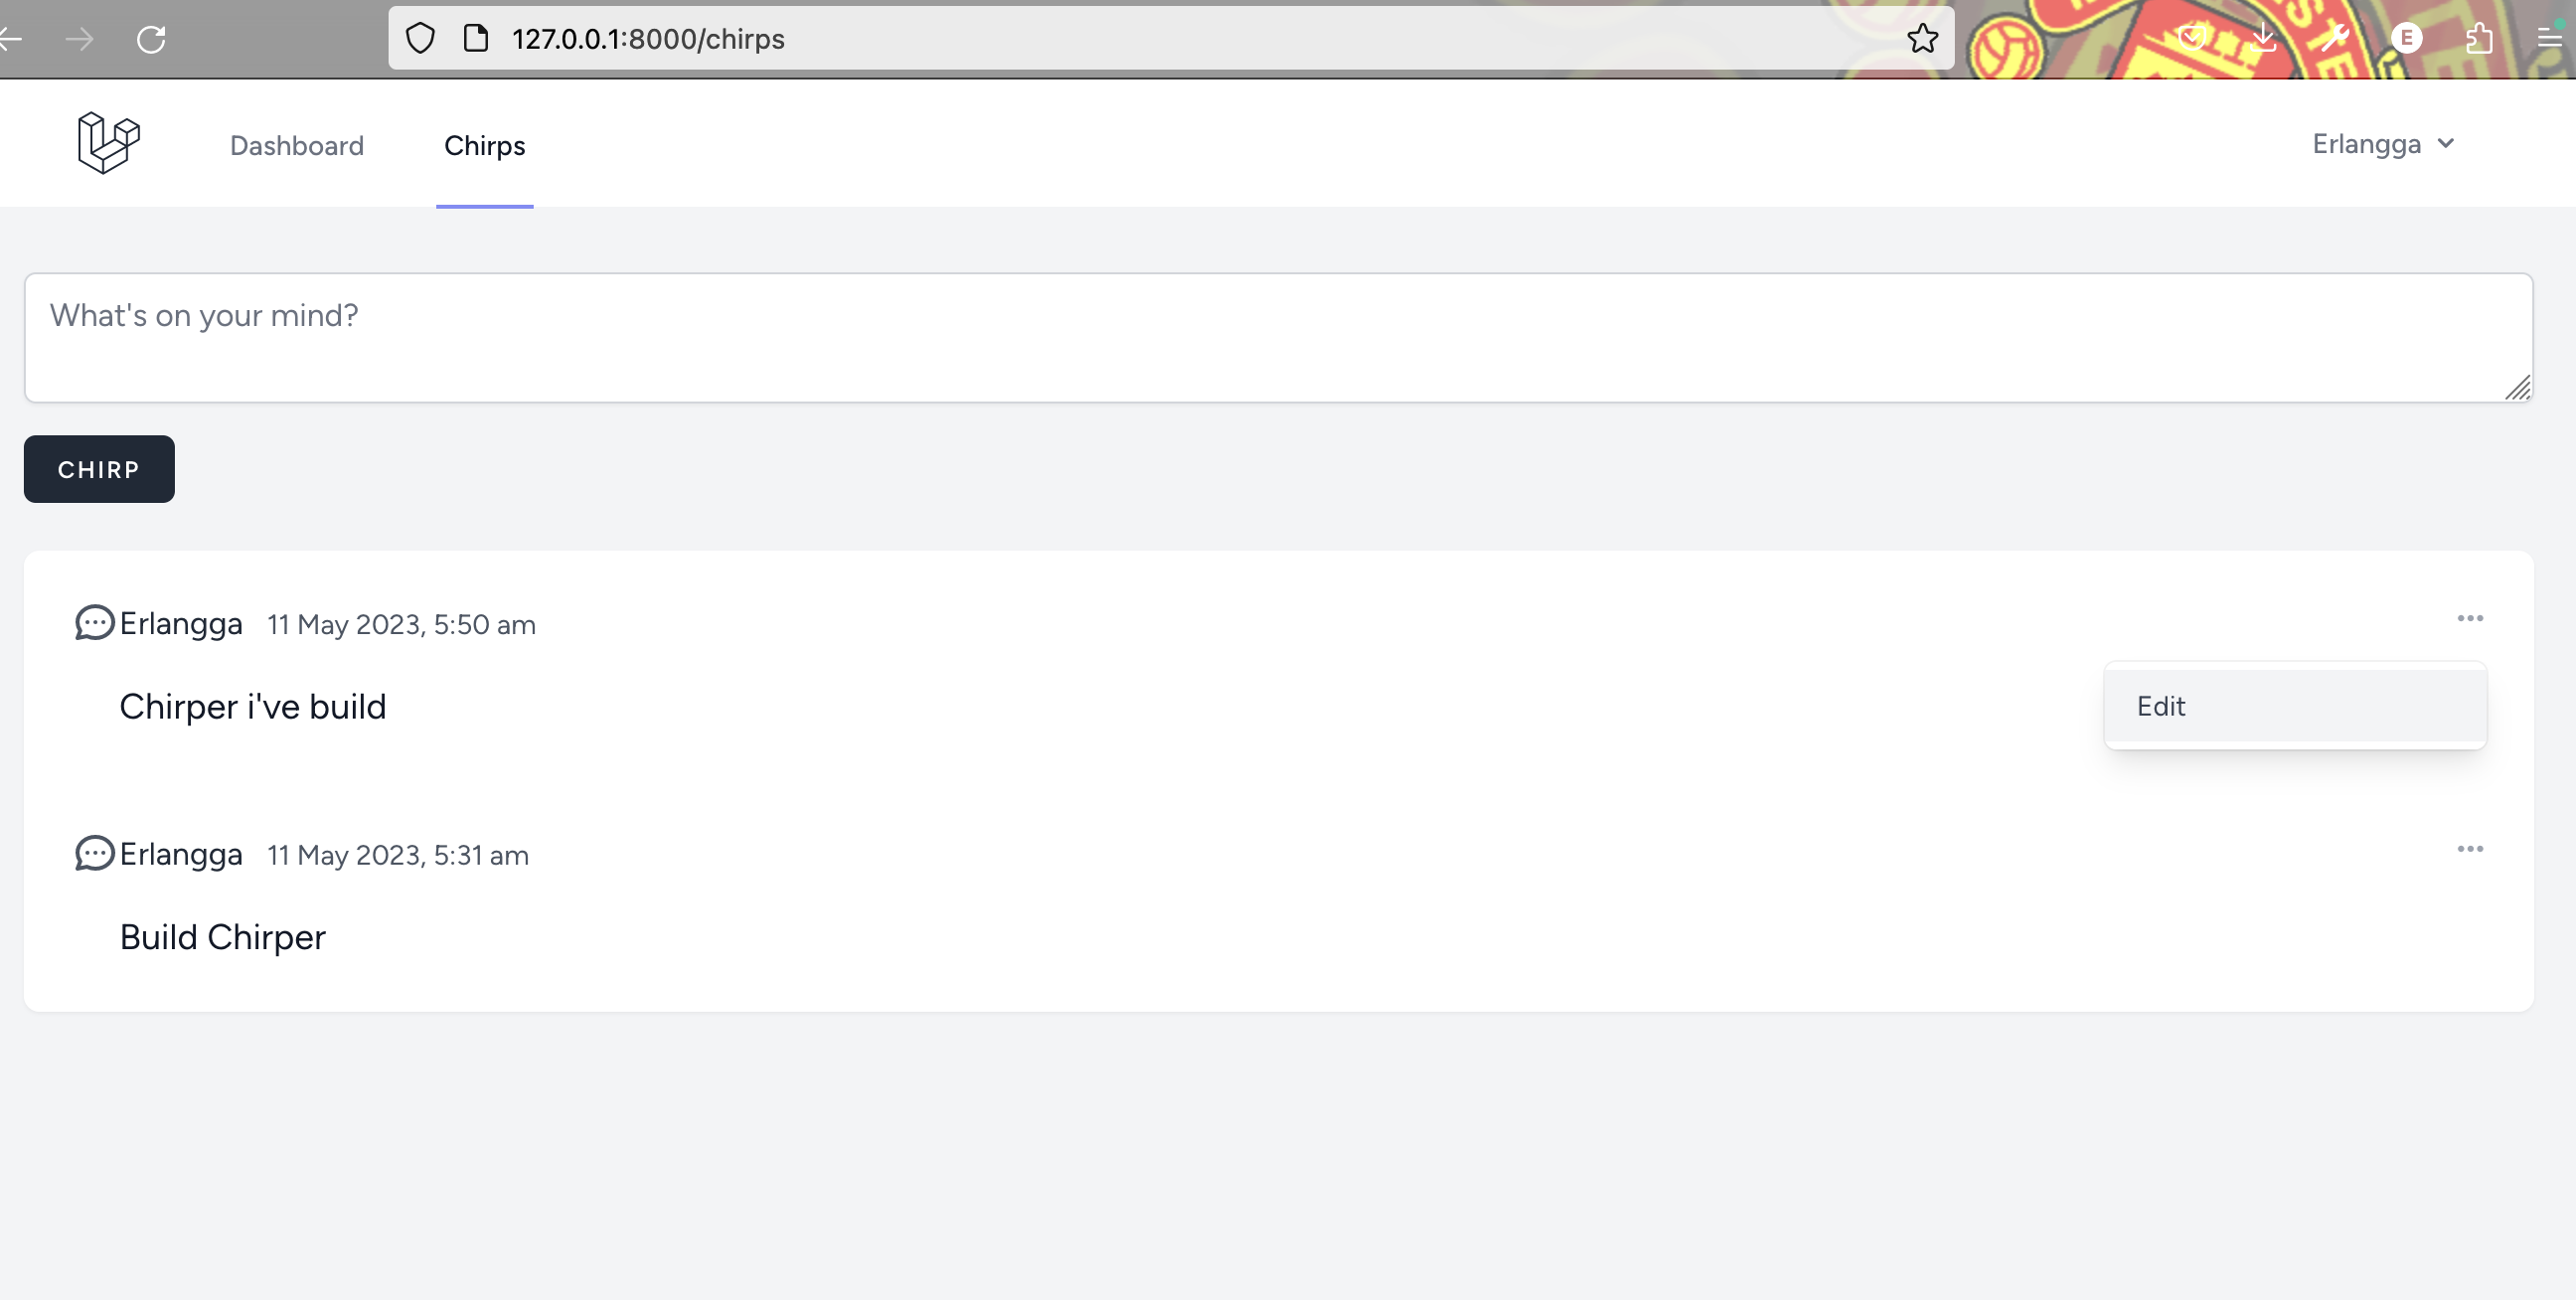 127.0.0.1:8000/chirps
E
Dashboard
Chirps
Erlangga
What's on your mind?
CHIRP
Erlangga 11 May 2023, 5:50 am
Chirper i've build
Edit
Erlangga 11 May 2023, 5:31 am
Build Chirper